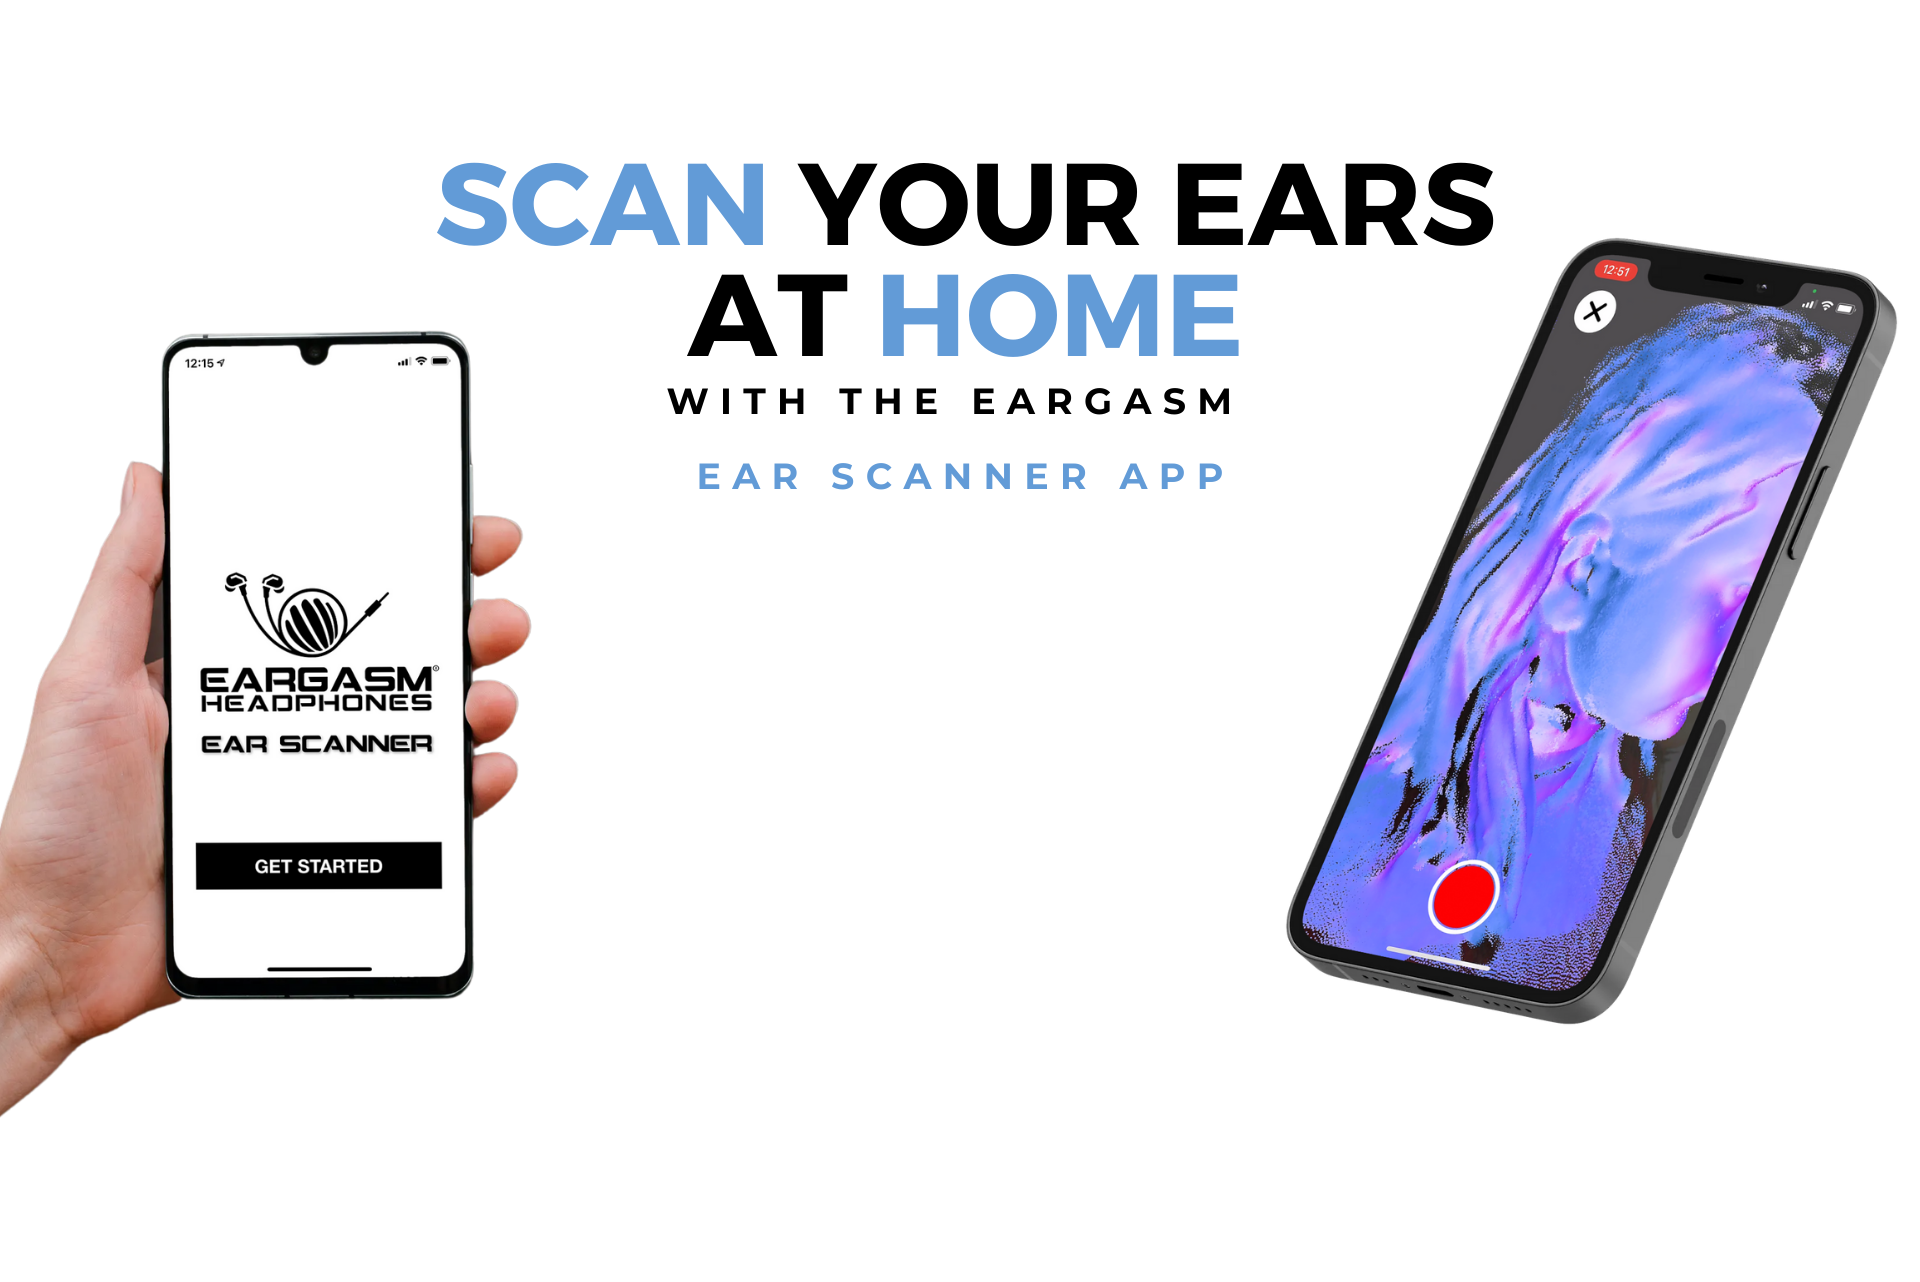 SCAN YOUR EARS
AT HOME
WITH THE EARGASM
EAR SCANNER APP
12:15
EARGASM®
HEADPHONES
EAR SCANNER
GET STARTED
12:51